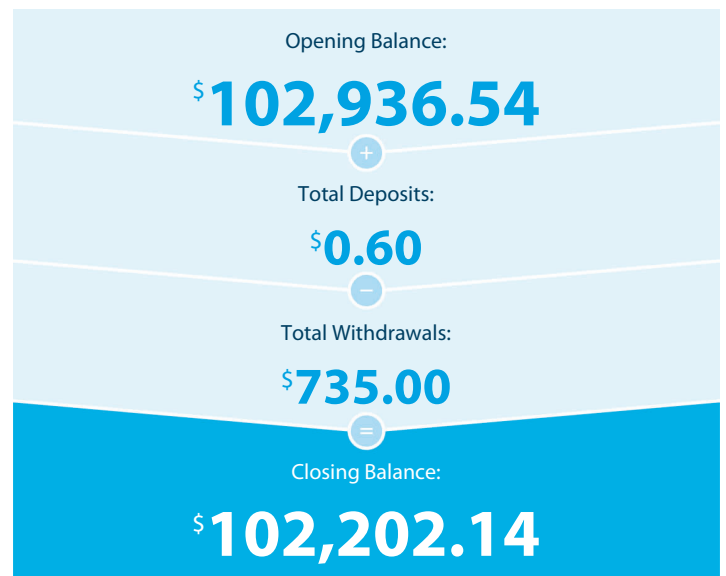 Opening Balance:
$102,936.54
+
Total Deposits:
$0.60
−
Total Withdrawals:
$735.00
=
Closing Balance:
$102,202.14